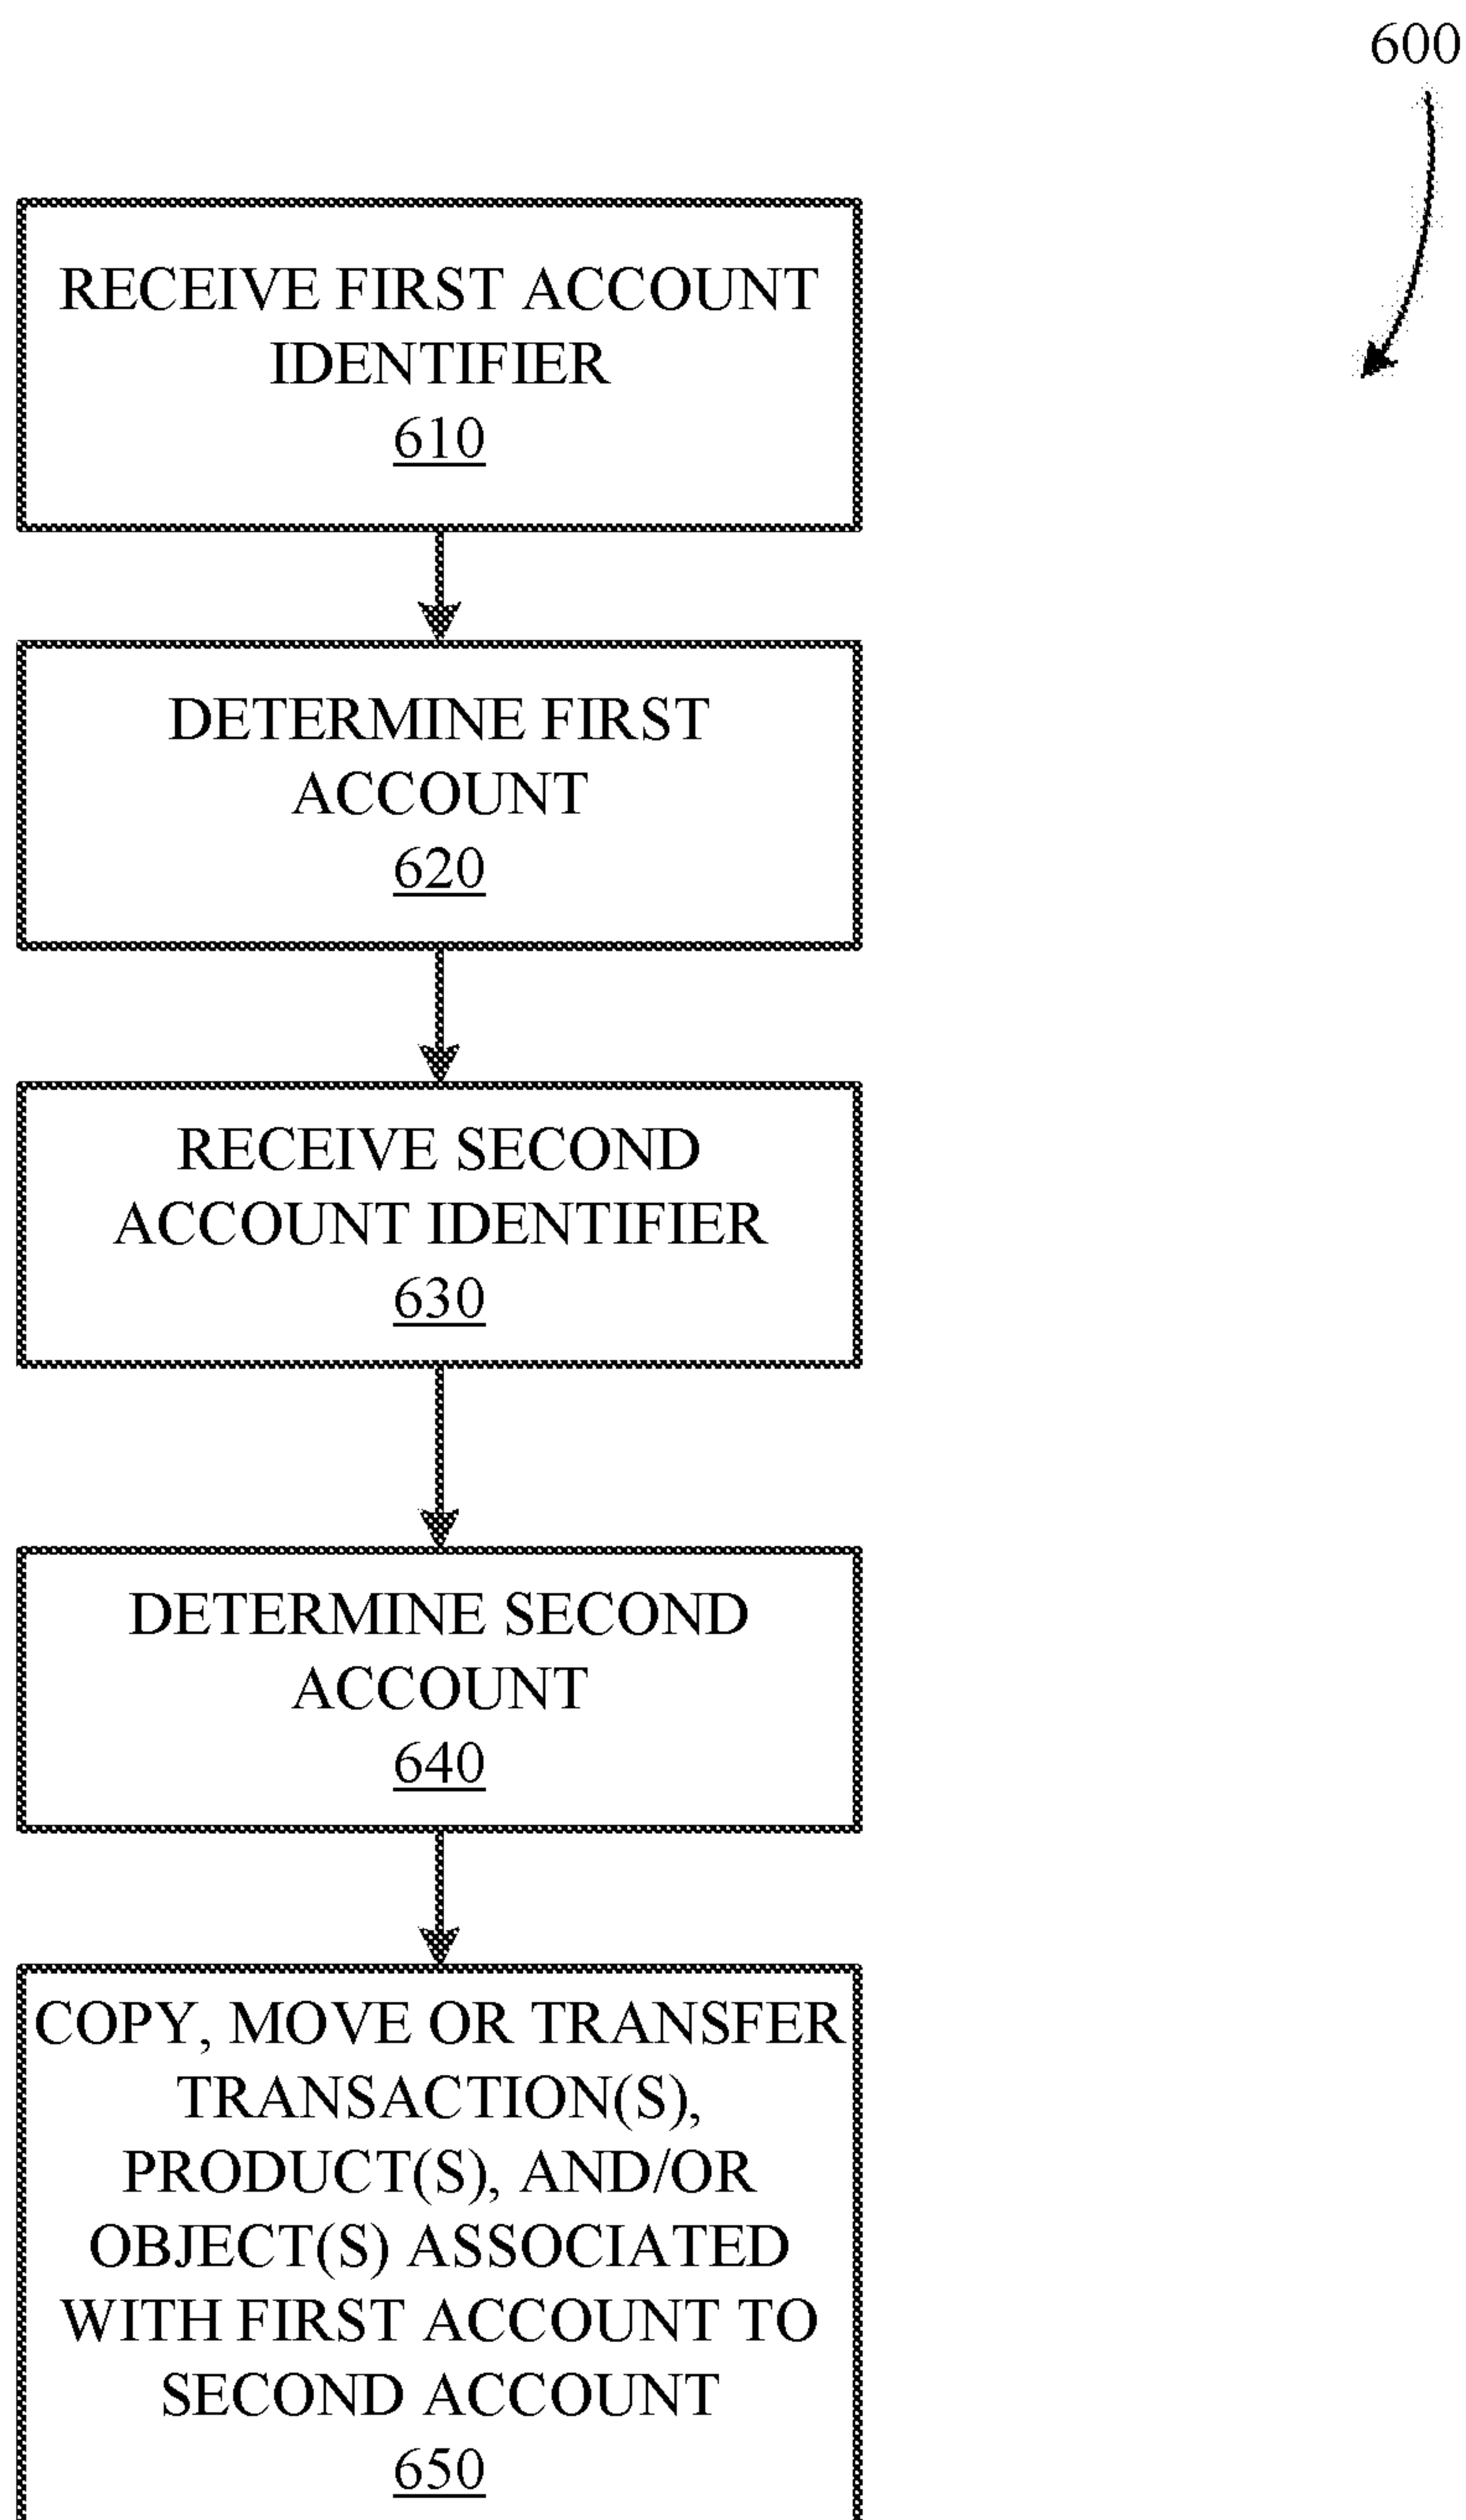 600
RECEIVE FIRST ACCOUNT
IDENTIFIER
610
DETERMINE FIRST
ACCOUNT
620
RECEIVE SECOND
ACCOUNT IDENTIFIER
630
DETERMINE SECOND
ACCOUNT
640
COPY, MOVE OR TRANSFER
TRANSACTION(S),
PRODUCT(S), AND/OR
OBJECT(S) ASSOCIATED
WITH FIRST ACCOUNT TO
SECOND ACCOUNT
650